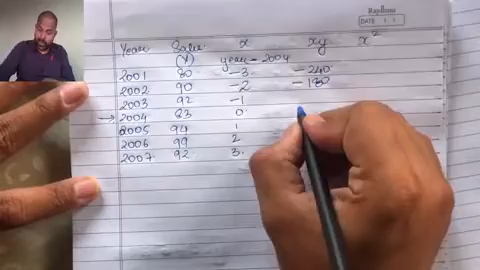 Rajdhani
DATE
Year Sales x xy x²
(Y) year - 2004
2001 80 -3 -240
2002 90 -2 -180
2003 92 -1
→ 2004 83 0
2005 94 1
2006 99 2
2007 92 3